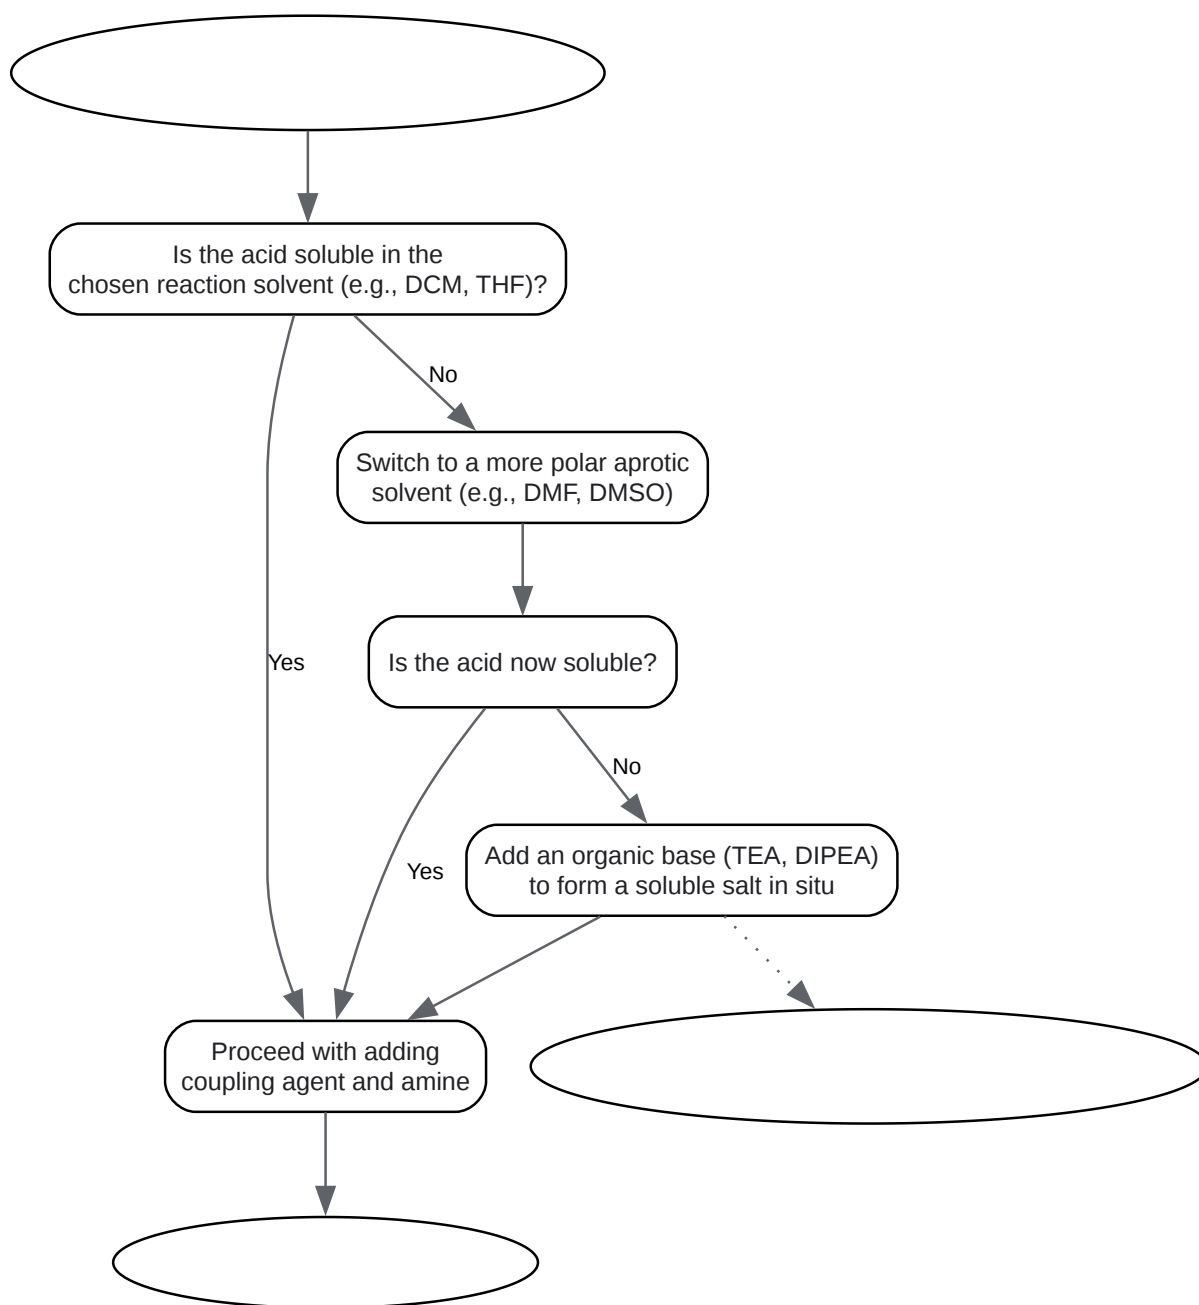 Is the acid soluble in the
chosen reaction solvent (e.g., DCM, THF)?
No
Switch to a more polar aprotic
solvent (e.g., DMF, DMSO)
Yes
Is the acid now soluble?
No
Add an organic base (TEA, DIPEA)
to form a soluble salt in situ
Yes
Proceed with adding
coupling agent and amine